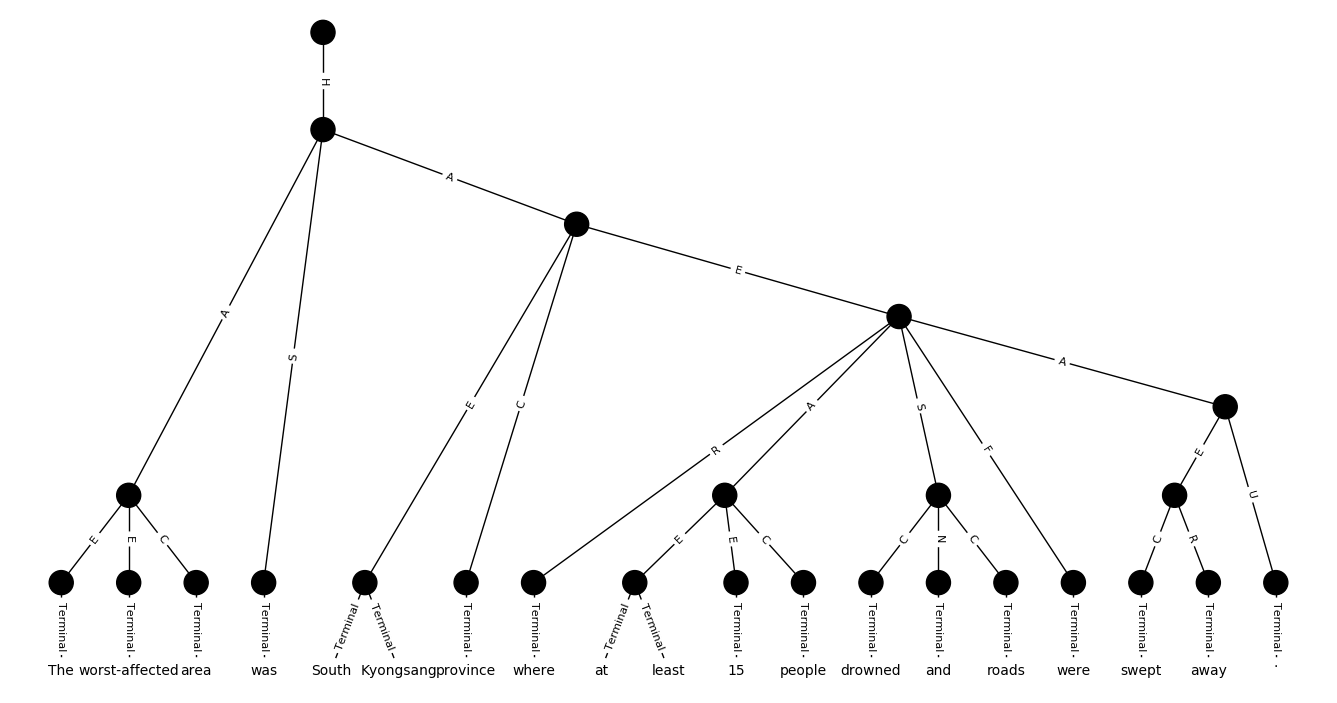 H
A
A
S
E
E
C
A
E
C
R
A
S
F
E
E
C
E
E
C
C
N
C
C
R
U
Terminal Terminal Terminal Terminal Terminal Terminal Terminal Terminal Terminal Terminal Terminal Terminal Terminal Terminal Terminal Terminal Terminal Terminal Terminal
The worst-affected area was South Kyongsang province where at least 15 people drowned and roads were swept away .